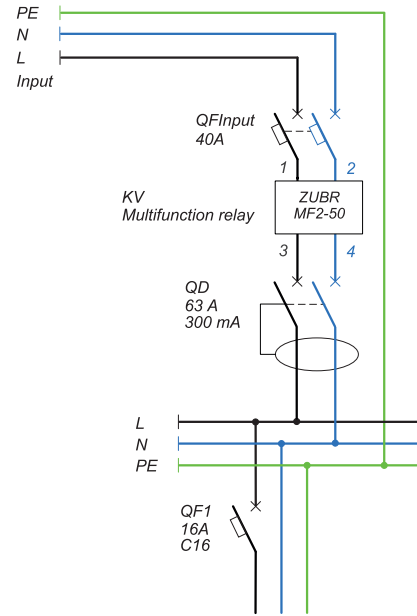 PE
N
L
Input
QFInput
40A
1
2
KV
Multifunction relay
ZUBR
MF2-50
3
4
QD
63 A
300 mA
L
N
PE
QF1
16A
C16